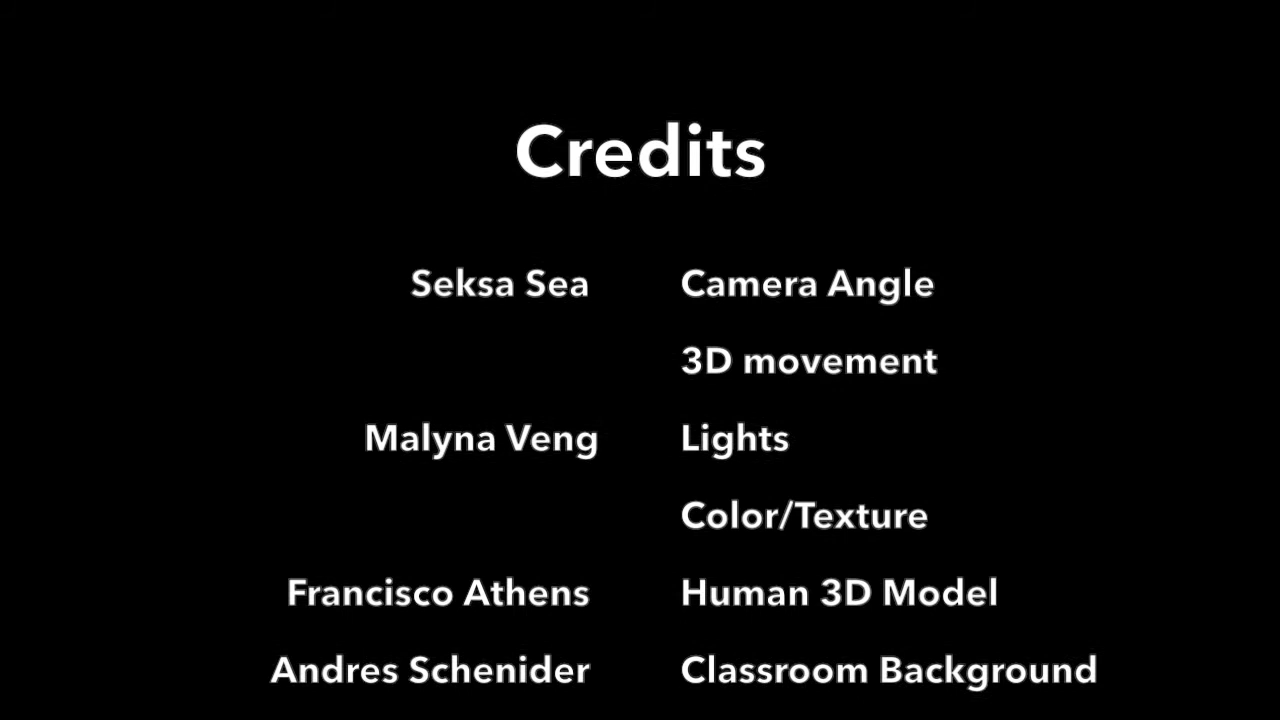 Credits
Seksa Sea Camera Angle
3D movement
Malyna Veng Lights
Color/Texture
Francisco Athens Human 3D Model
Andres Schenider Classroom Background